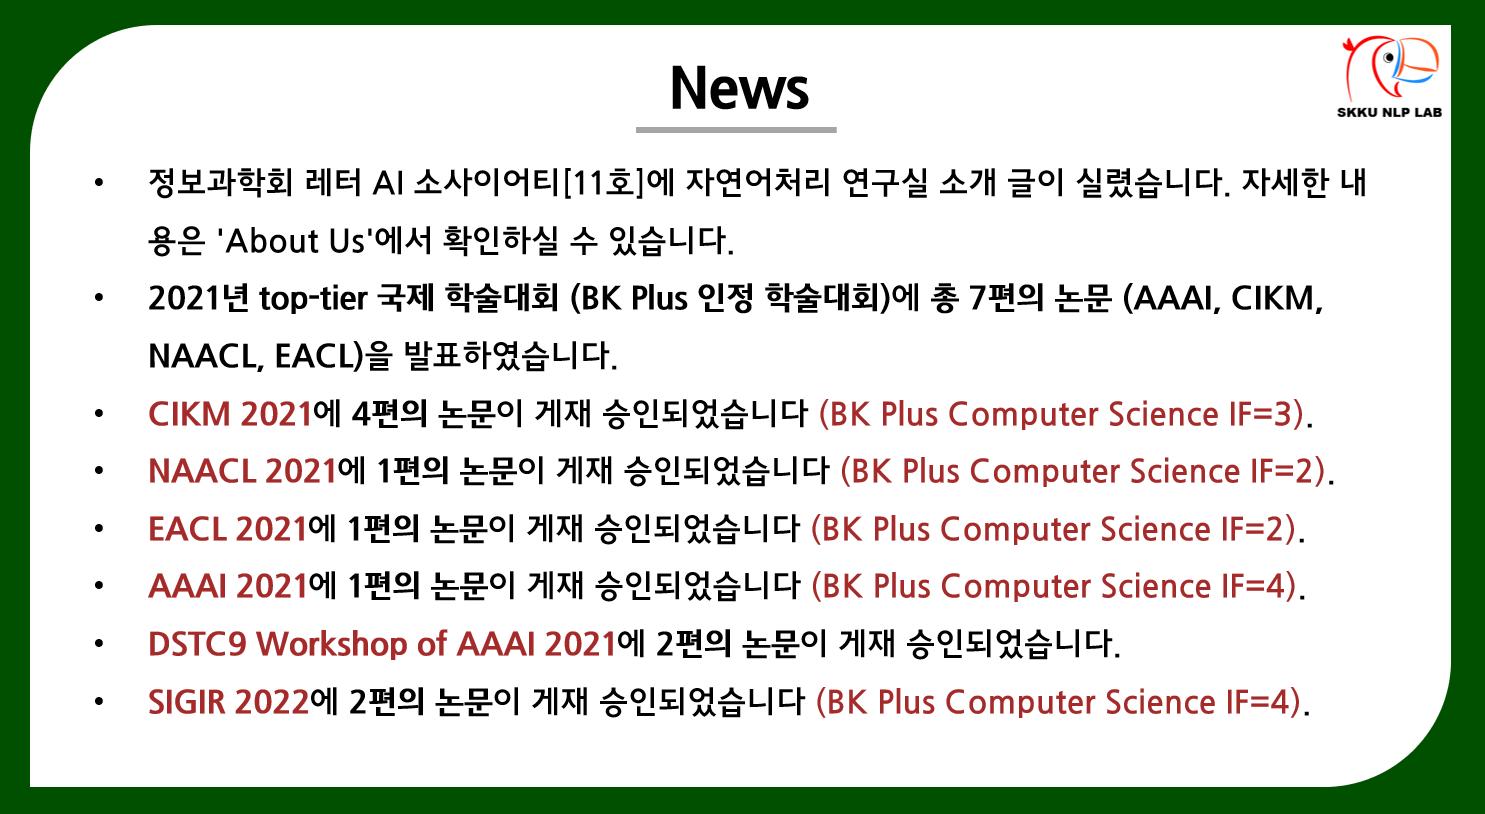 News
SKKU NLP LAB
• 정보과학회 레터 AI 소사이어티[11호]에 자연어처리 연구실 소개 글이 실렸습니다. 자세한 내
용은 'About Us'에서 확인하실 수 있습니다.
• 2021년 top-tier 국제 학술대회 (BK Plus 인정 학술대회)에 총 7편의 논문 (AAAI, CIKM,
NAACL, EACL)을 발표하였습니다.
• CIKM 2021에 4편의 논문이 게재 승인되었습니다 (BK Plus Computer Science IF=3).
• NAACL 2021에 1편의 논문이 게재 승인되었습니다 (BK Plus Computer Science IF=2).
• EACL 2021에 1편의 논문이 게재 승인되었습니다 (BK Plus Computer Science IF=2).
• AAAI 2021에 1편의 논문이 게재 승인되었습니다 (BK Plus Computer Science IF=4).
• DSTC9 Workshop of AAAI 2021에 2편의 논문이 게재 승인되었습니다.
• SIGIR 2022에 2편의 논문이 게재 승인되었습니다 (BK Plus Computer Science IF=4).